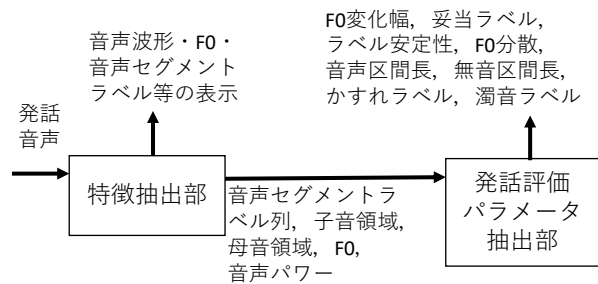 音声波形・F0・
音声セグメント
ラベル等の表示
F0変化幅, 妥当ラベル,
ラベル安定性, F0分散,
音声区間長, 無音区間長,
かすれラベル, 濁音ラベル
発話
音声
特徴抽出部
音声セグメントラ
ベル列, 子音領域,
母音領域, F0,
音声パワー
発話評価
パラメータ
抽出部